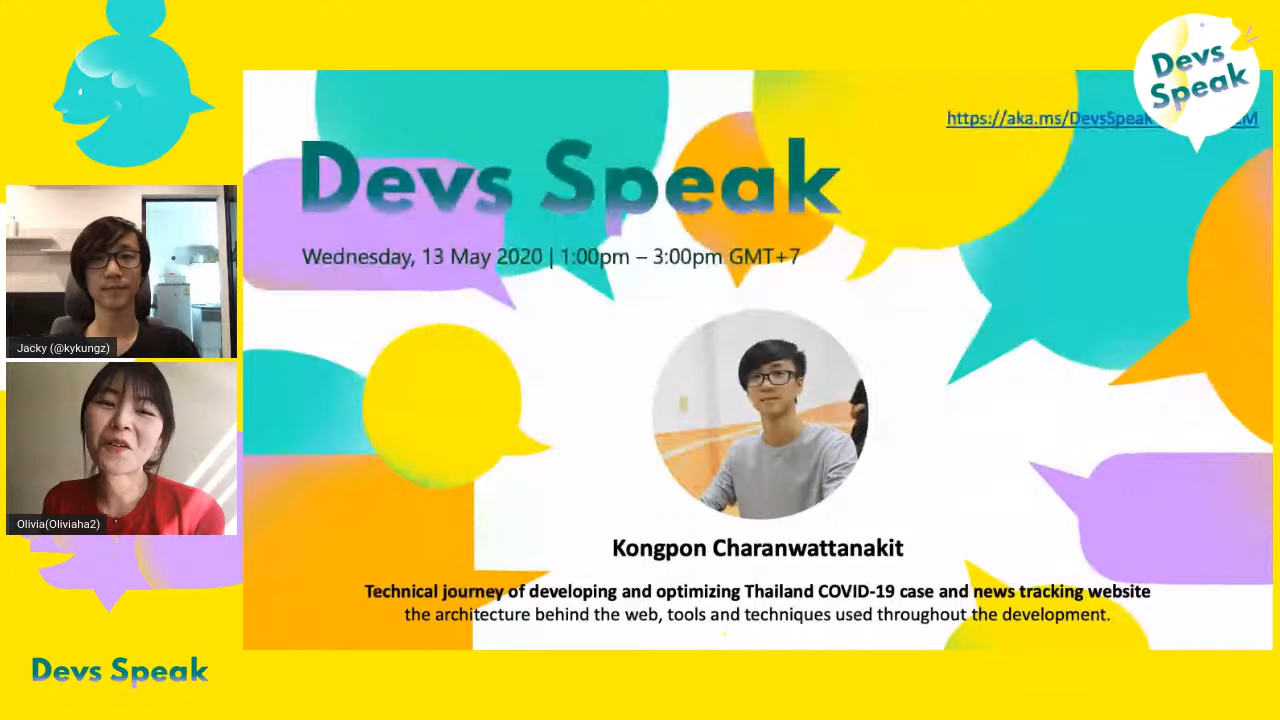 Devs
Speak
https://aka.ms/DevsSpeak
Devs Speak
Wednesday, 13 May 2020 | 1:00pm – 3:00pm GMT+7
Jacky (@kykungz)
Olivia(Oliviaha2)
Kongpon Charanwattanakit
Technical journey of developing and optimizing Thailand COVID-19 case and news tracking website
the architecture behind the web, tools and techniques used throughout the development.
Devs Speak